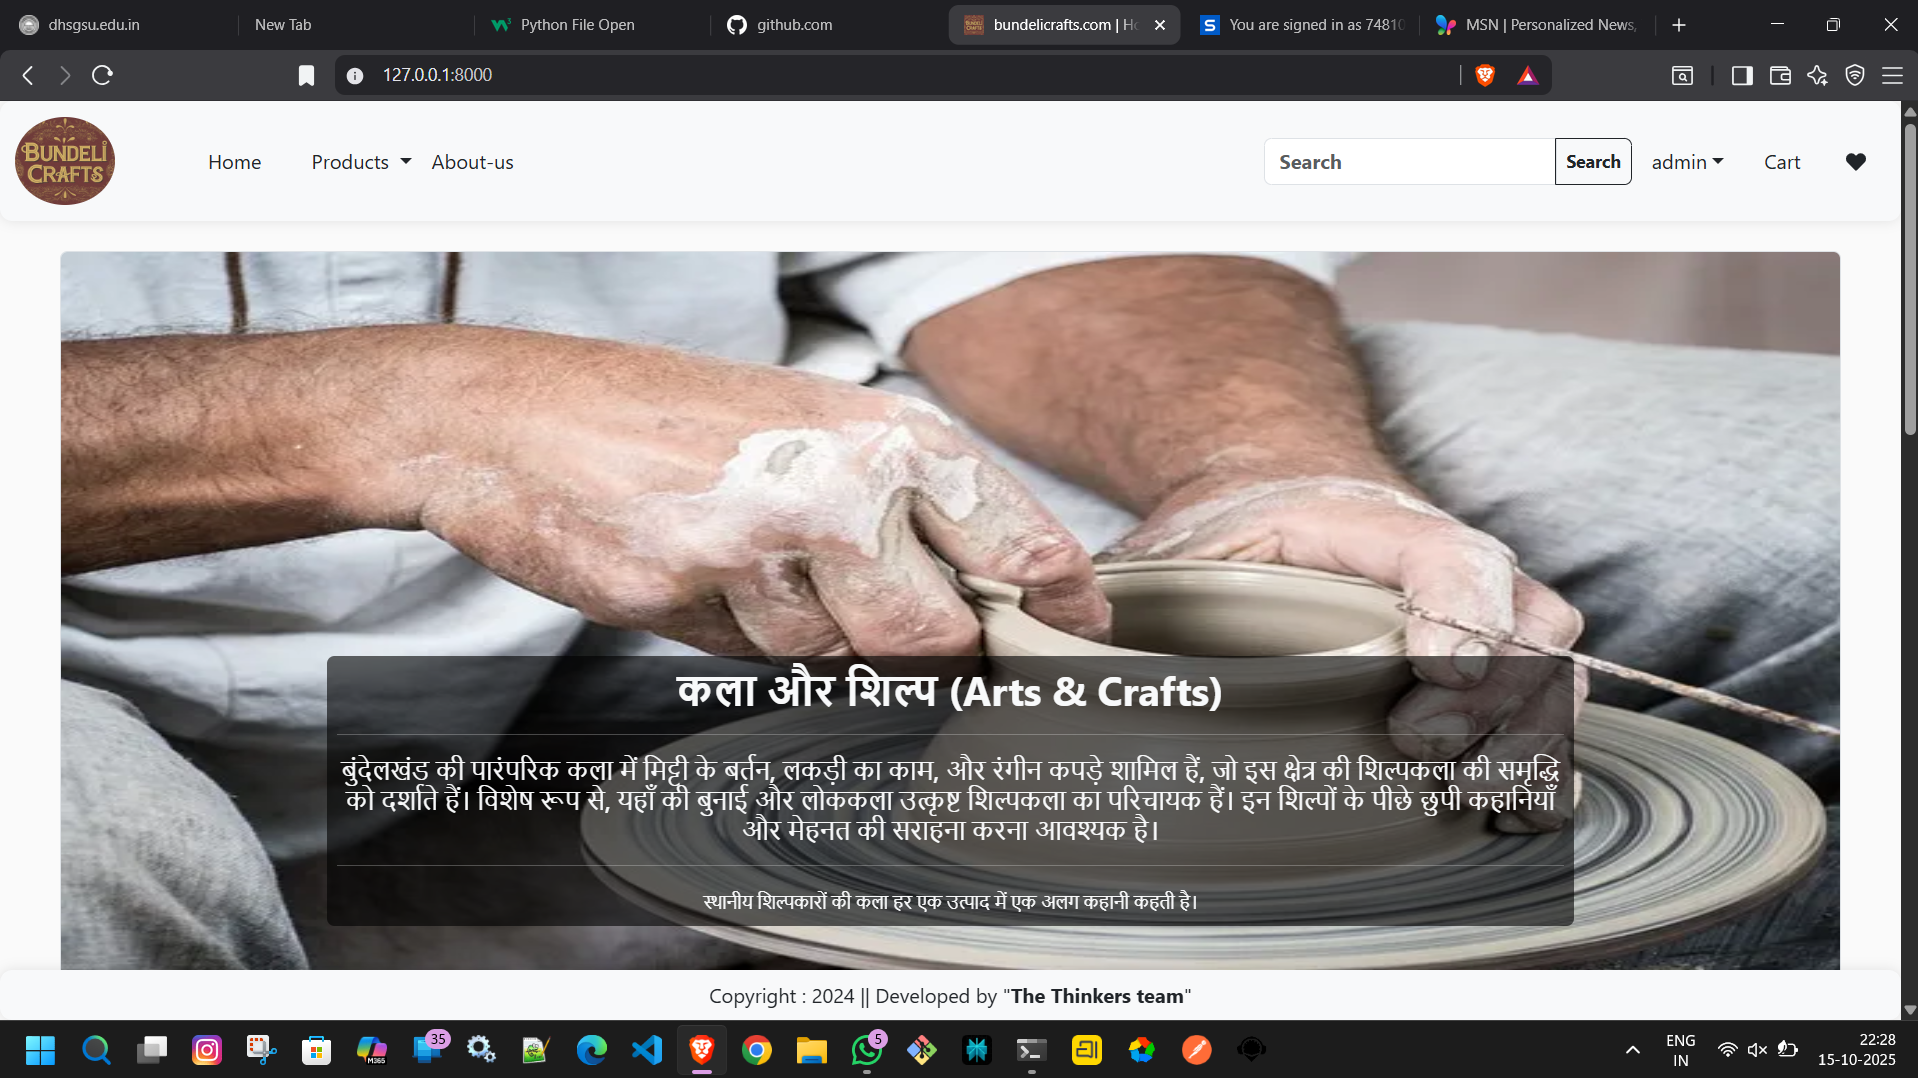 dhsgsu.edu.in
New Tab
Python File Open
github.com
bundelicrafts.com | Ho
You are signed in as 74810
MSN | Personalized News,
127.0.0.1:8000
BUNDELI
CRAFTS
Home
Products
About-us
Search
Search
admin
Cart
कला और शिल्प (Arts & Crafts)
बुंदेलखंड की पारंपरिक कला में मिट्टी के बर्तन, लकड़ी का काम, और रंगीन कपड़े शामिल हैं, जो इस क्षेत्र की शिल्पकला की समृद्धि
को दर्शाते हैं। विशेष रूप से, यहाँ की बुनाई और लोककला उत्कृष्ट शिल्पकला का परिचायक हैं। इन शिल्पों के पीछे छुपी कहानियाँ
और मेहनत की सराहना करना आवश्यक है।
स्थानीय शिल्पकारों की कला हर एक उत्पाद में एक अलग कहानी कहती है।
Copyright : 2024 || Developed by "The Thinkers team"
M365
35
5
ENG
IN
22:28
15-10-2025